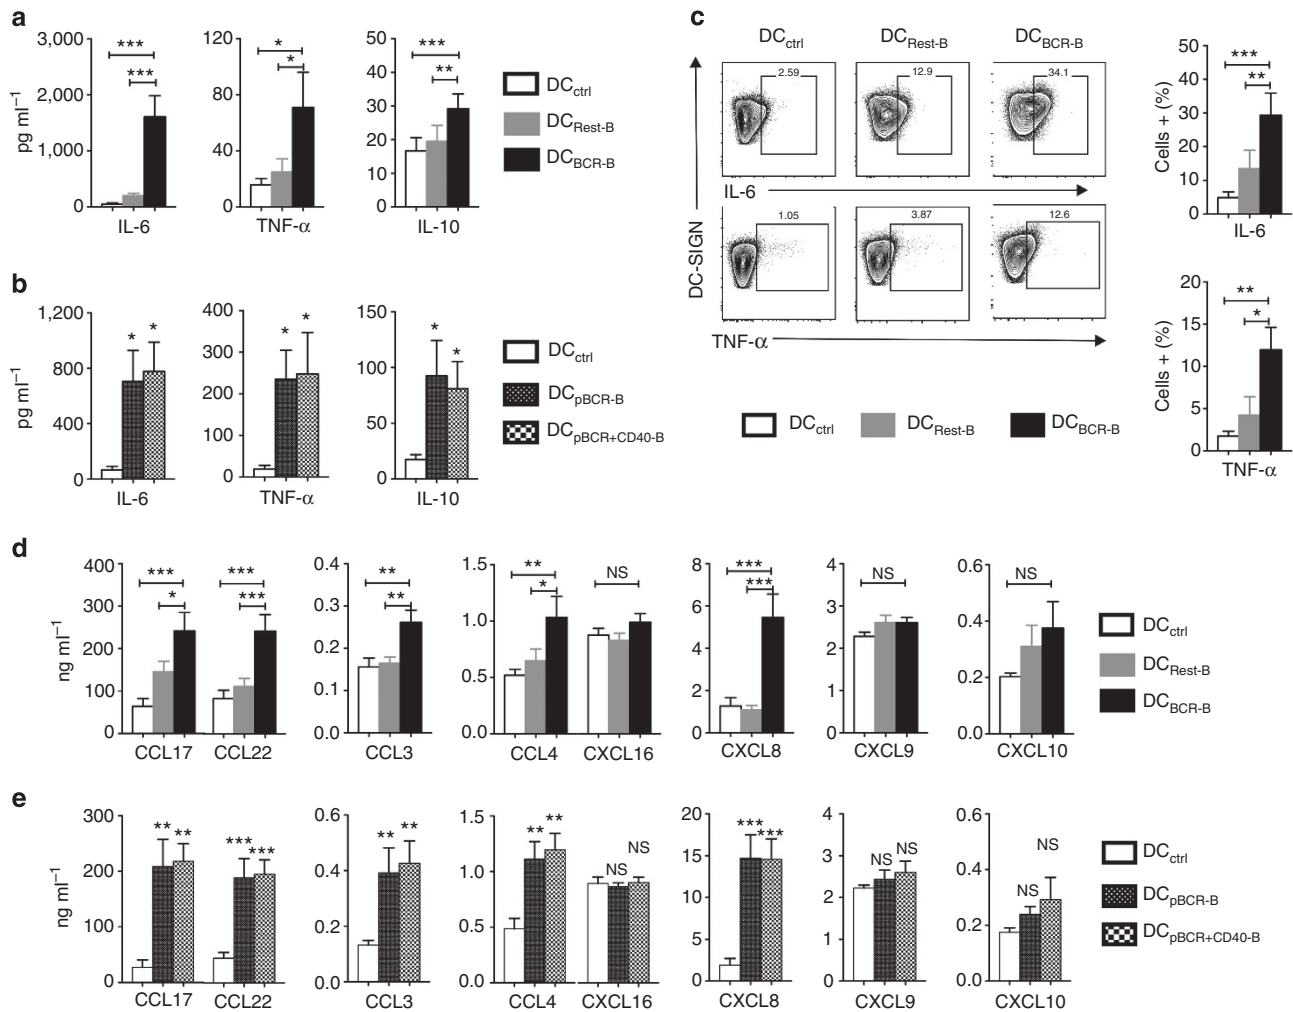 a
pg ml−1
3,000
2,000
1,000
0
***
***
IL-6
120
80
40
0
*
*
TNF-α
50
40
30
20
10
0
***
**
IL-10
DCctrl
DCRest-B
DCBCR-B
b
pg ml−1
1,200
800
400
0
* *
IL-6
400
300
200
100
0
* *
TNF-α
150
100
50
0
*
*
IL-10
DCctrl
DCpBCR-B
DCpBCR+CD40-B
c
DCctrl DCRest-B DCBCR-B
2.59 12.9 34.1
IL-6
1.05 3.87 12.6
DC-SIGN
TNF-α
DCctrl DCRest-B DCBCR-B
Cells + (%)
50
40
30
20
10
0
***
**
IL-6
Cells + (%)
20
15
10
5
0
**
*
TNF-α
d
ng ml−1
400
300
200
100
0
*** ***
* ***
CCL17 CCL22
0.4
0.3
0.2
0.1
0.0
**
**
CCL3
1.5
1.0
0.5
0.0
** NS
*
CCL4 CXCL16
8
6
4
2
0
***
***
CXCL8
4
3
2
1
0
NS
CXCL9
0.6
0.4
0.2
0.0
NS
CXCL10
DCctrl
DCRest-B
DCBCR-B
e
ng ml−1
300
200
100
0
** **
*** ***
CCL17 CCL22
0.6
0.4
0.2
0.0
** **
CCL3
1.5
1.0
0.5
0.0
** **
NS NS
CCL4 CXCL16
20
15
10
5
0
*** ***
CXCL8
4
3
2
1
0
NS NS
CXCL9
0.6
0.4
0.2
0.0
NS
NS
CXCL10
DCctrl
DCpBCR-B
DCpBCR+CD40-B